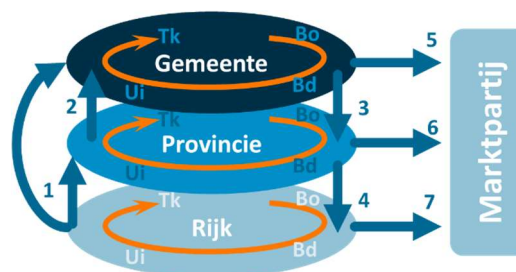 Tk Bo 5
Gemeente
Ui Bd
2 3
Tk Bo 6
Provincie
Ui Bd
1 4 7
Tk Bo
Rijk
Ui Bd
Marktpartij